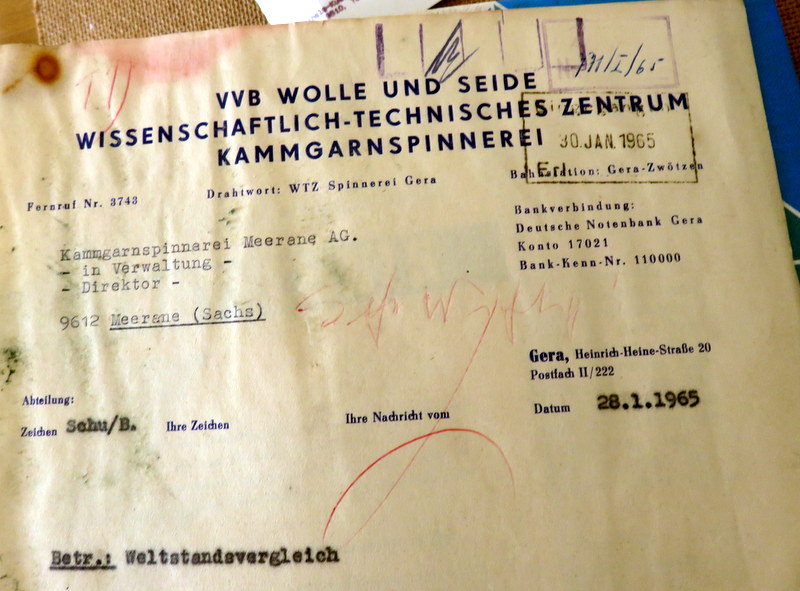 VVB WOLLE UND SEIDE
WISSENSCHAFTLICH-TECHNISCHES ZENTRUM
KAMMGARNSPINNEREI
30. JAN. 1965
Fernruf Nr. 3743
Drahtwort: WTZ Spinnerei Gera
Gera-Zwötzen
Bankverbindung:
Deutsche Notenbank Gera
Konto 17021
Bank-Kenn-Nr. 110000
Kammgarnspinnerei Meerane AG.
- in Verwaltung -
- Direktor -
9612 Meerane (Sachs)
Sehr wichtig!
Gera, Heinrich-Heine-Straße 20
Postfach II/222
Abteilung:
Zeichen Schu/B.
Ihre Zeichen
Ihre Nachricht vom
Datum 28.1.1965
Betr.: Weltstandsvergleich